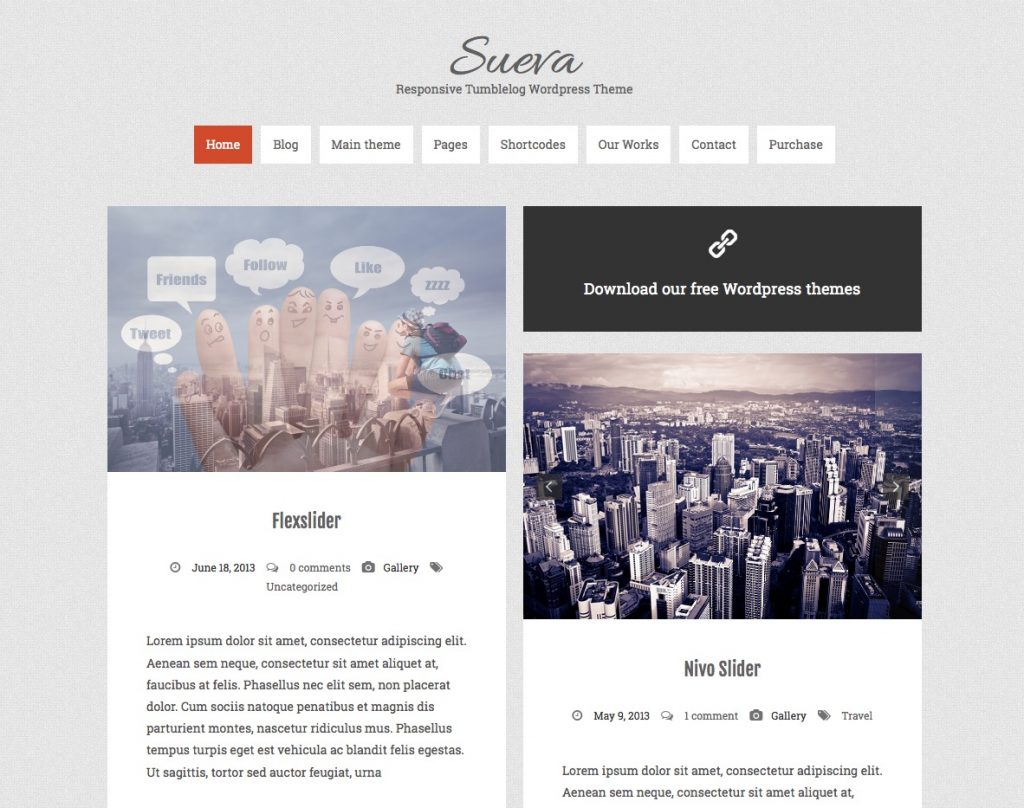 Sueva
Responsive Tumblelog Wordpress Theme
Home
Blog
Main theme
Pages
Shortcodes
Our Works
Contact
Purchase
Friends
Follow
Like
zzzz
Tweet
Chat
Flexslider
June 18, 2013 0 comments Gallery
Uncategorized
Lorem ipsum dolor sit amet, consectetur adipiscing elit.
Aenean sem neque, consectetur sit amet aliquet at,
faucibus at felis. Phasellus nec elit sem, non placerat
dolor. Cum sociis natoque penatibus et magnis dis
parturient montes, nascetur ridiculus mus. Phasellus
tempus turpis eget est vehicula ac blandit felis egestas.
Ut sagittis, tortor sed auctor feugiat, urna
Download our free Wordpress themes
Nivo Slider
May 9, 2013 1 comment Gallery Travel
Lorem ipsum dolor sit amet, consectetur adipiscing elit.
Aenean sem neque, consectetur sit amet aliquet at,